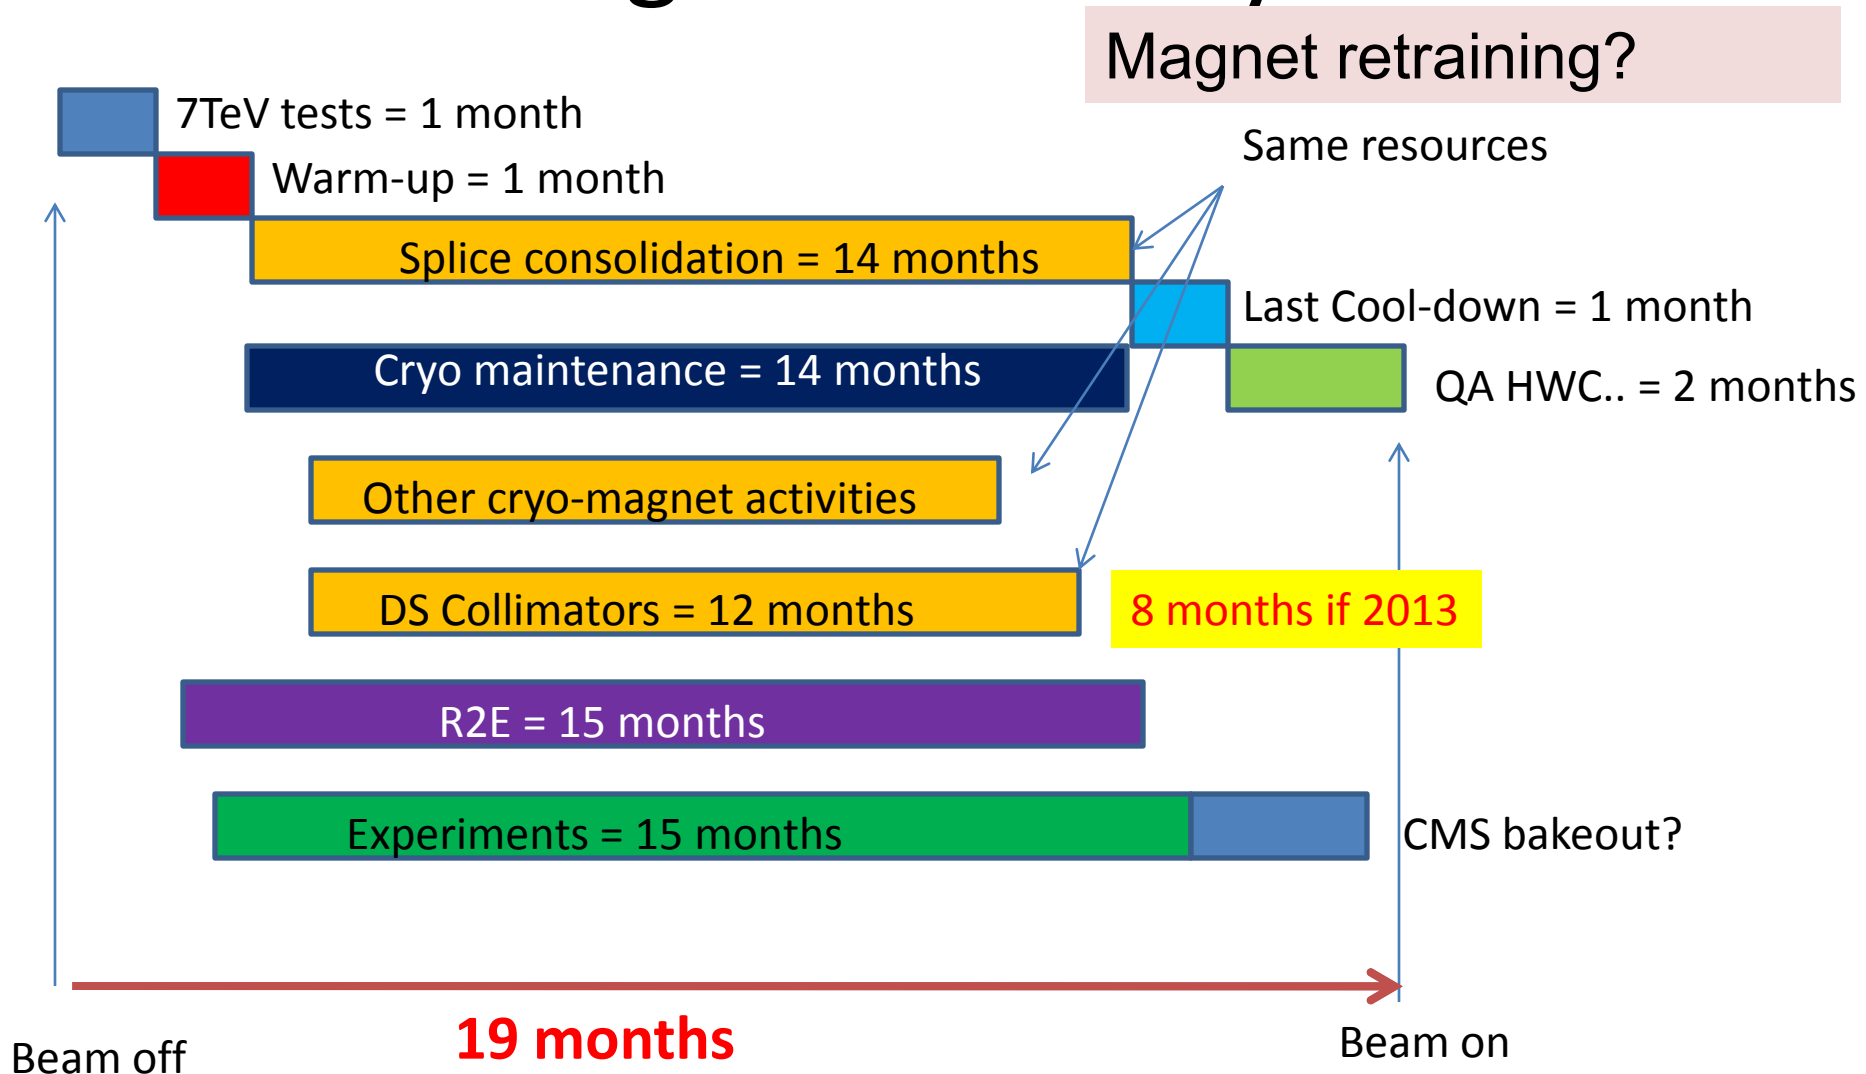 Magnet retraining?
7TeV tests = 1 month
Same resources
Warm-up = 1 month
Splice consolidation = 14 months
Last Cool-down = 1 month
Cryo maintenance = 14 months
QA HWC.. = 2 months
Other cryo-magnet activities
DS Collimators = 12 months
8 months if 2013
R2E = 15 months
Experiments = 15 months
CMS bakeout?
19 months
Beam off
Beam on